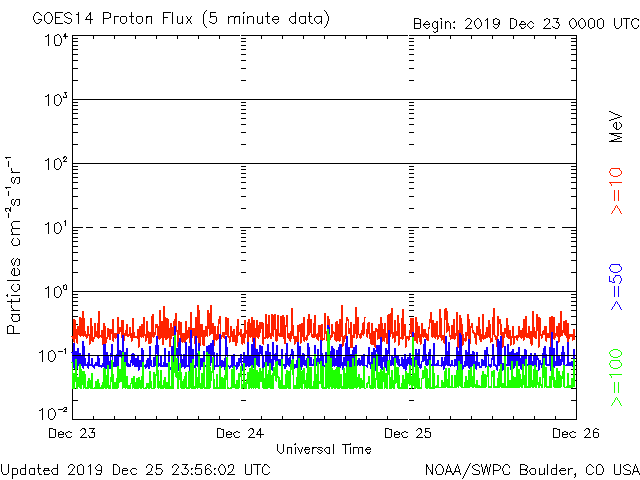 GOES14 Proton Flux (5 minute data)
Begin: 2019 Dec 23 0000 UTC
10⁴
10³
10²
10¹
10⁰
10⁻¹
10⁻²
Particles cm⁻²s⁻¹sr⁻¹
MeV
>=10
>=50
>=100
Dec 23
Dec 24
Dec 25
Dec 26
Universal Time
Updated 2019 Dec 25 23:56:02 UTC
NOAA/SWPC Boulder, CO USA